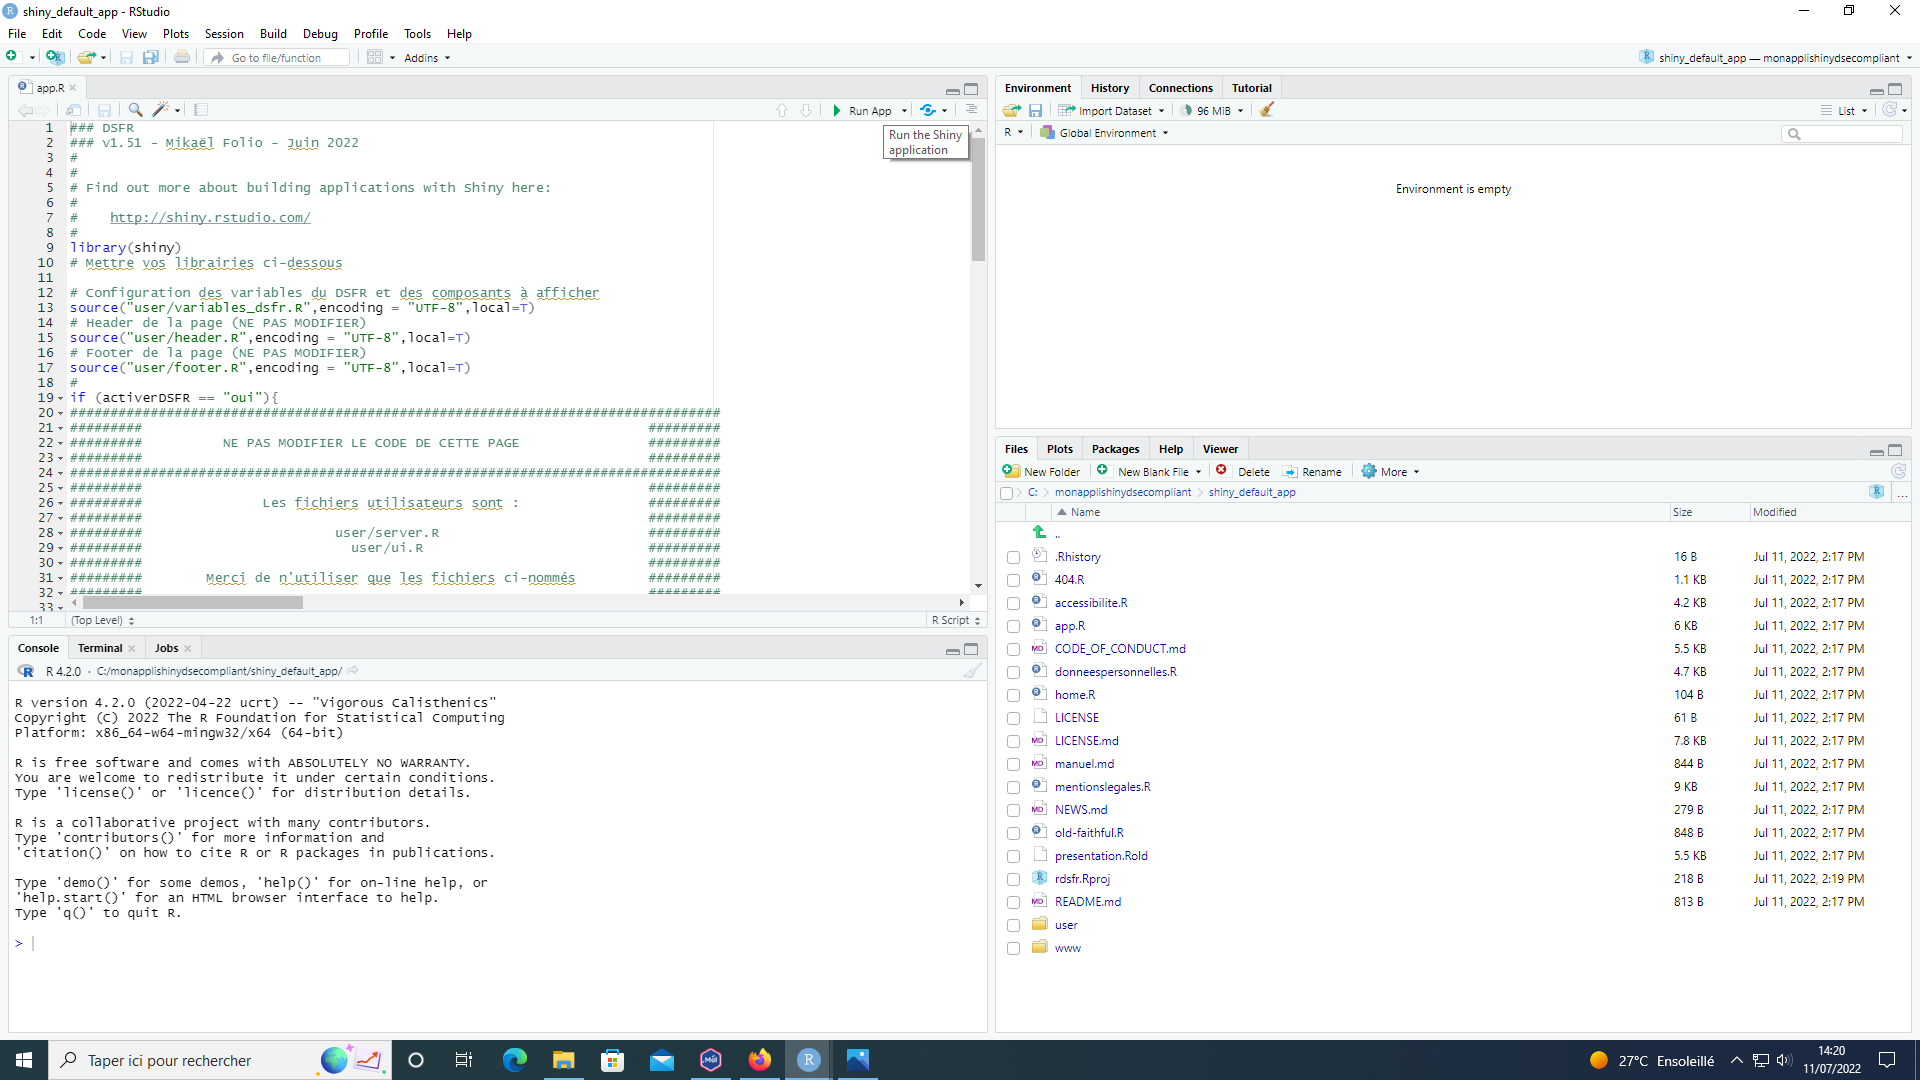 shiny_default_app - RStudio
File Edit Code View Plots Session Build Debug Profile Tools Help
Go to file/function Addins shiny_default_app — monapplishinydsecompliant
app.R
Run App
Run the Shiny
application
1 ### DSFR
2 ### v1.51 - Mikaël Folio - Juin 2022
3 #
4 #
5 # Find out more about building applications with Shiny here:
6 #
7 # http://shiny.rstudio.com/
8 #
9 library(shiny)
10 # Mettre vos librairies ci-dessous
11
12 # Configuration des variables du DSFR et des composants à afficher
13 source("user/variables_dsfr.R",encoding = "UTF-8",local=T)
14 # Header de la page (NE PAS MODIFIER)
15 source("user/header.R",encoding = "UTF-8",local=T)
16 # Footer de la page (NE PAS MODIFIER)
17 source("user/footer.R",encoding = "UTF-8",local=T)
18 #
19 if (activerDSFR == "oui"){
20 #################################################################################
21 ######### #########
22 ######### NE PAS MODIFIER LE CODE DE CETTE PAGE #########
23 ######### #########
24 #################################################################################
25 ######### #########
26 ######### Les fichiers utilisateurs sont : #########
27 ######### #########
28 ######### user/server.R #########
29 ######### user/ui.R #########
30 ######### #########
31 ######### Merci de n'utiliser que les fichiers ci-nommés #########
32 ######### #########
33
1:1 (Top Level) R Script
Console Terminal Jobs
R 4.2.0 · C:/monapplishinydsecompliant/shiny_default_app/
R version 4.2.0 (2022-04-22 ucrt) -- "Vigorous Calisthenics"
Copyright (C) 2022 The R Foundation for Statistical Computing
Platform: x86_64-w64-mingw32/x64 (64-bit)
R is free software and comes with ABSOLUTELY NO WARRANTY.
You are welcome to redistribute it under certain conditions.
Type 'license()' or 'licence()' for distribution details.
R is a collaborative project with many contributors.
Type 'contributors()' for more information and
'citation()' on how to cite R or R packages in publications.
Type 'demo()' for some demos, 'help()' for on-line help, or
'help.start()' for an HTML browser interface to help.
Type 'q()' to quit R.
>
Environment History Connections Tutorial
Import Dataset 96 MiB List
R Global Environment
Environment is empty
Files Plots Packages Help Viewer
New Folder New Blank File Delete Rename More
C: monapplishinydsecompliant shiny_default_app ...
Name Size Modified
..
.Rhistory 16 B Jul 11, 2022, 2:17 PM
404.R 1.1 KB Jul 11, 2022, 2:17 PM
accessibilite.R 4.2 KB Jul 11, 2022, 2:17 PM
app.R 6 KB Jul 11, 2022, 2:17 PM
CODE_OF_CONDUCT.md 5.5 KB Jul 11, 2022, 2:17 PM
donneespersonnelles.R 4.7 KB Jul 11, 2022, 2:17 PM
home.R 104 B Jul 11, 2022, 2:17 PM
LICENSE 61 B Jul 11, 2022, 2:17 PM
LICENSE.md 7.8 KB Jul 11, 2022, 2:17 PM
manuel.md 844 B Jul 11, 2022, 2:17 PM
mentionslegales.R 9 KB Jul 11, 2022, 2:17 PM
NEWS.md 279 B Jul 11, 2022, 2:17 PM
old-faithful.R 848 B Jul 11, 2022, 2:17 PM
presentation.Rold 5.5 KB Jul 11, 2022, 2:17 PM
rdsfr.Rproj 218 B Jul 11, 2022, 2:19 PM
README.md 813 B Jul 11, 2022, 2:17 PM
user
www
Taper ici pour rechercher
27°C Ensoleillé
14:20
11/07/2022